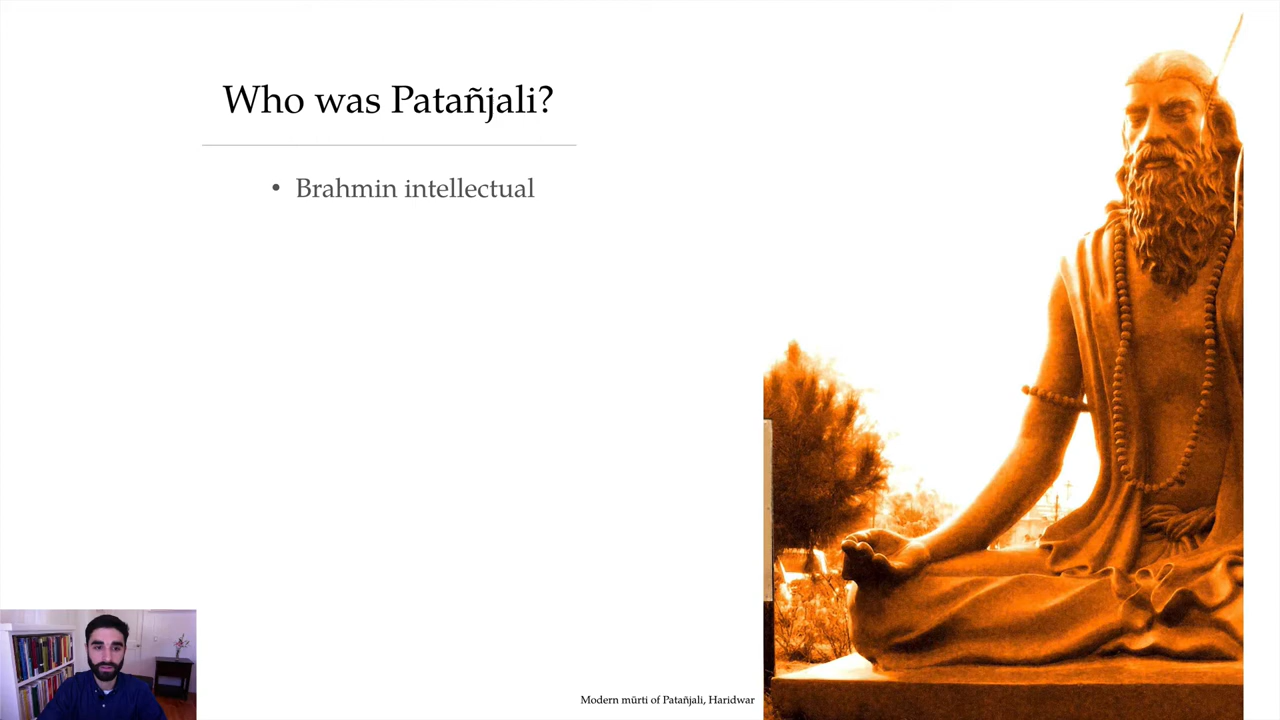 Who was Patañjali?
• Brahmin intellectual
Modern mūrti of Patañjali, Haridwar